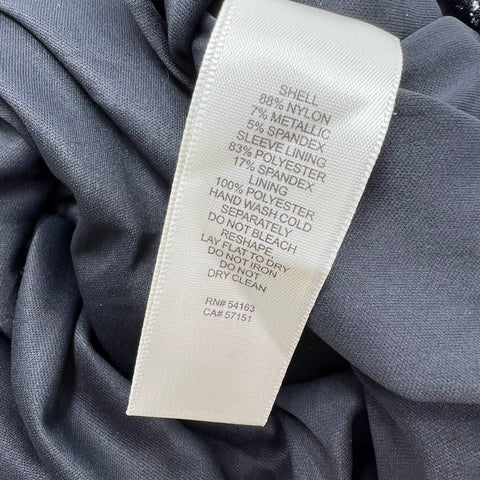 SHELL
88% NYLON
7% METALLIC
5% SPANDEX
SLEEVE LINING
83% POLYESTER
17% SPANDEX
LINING
100% POLYESTER
HAND WASH COLD
SEPARATELY
DO NOT BLEACH
RESHAPE,
LAY FLAT TO DRY
DO NOT IRON
DO NOT
DRY CLEAN
RN# 54163
CA# 57151